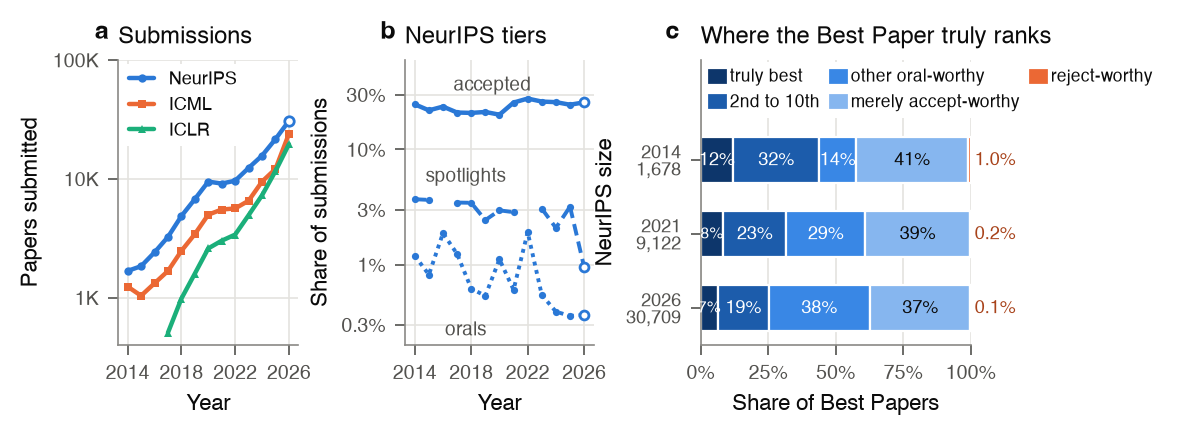 a Submissions
100K
10K
1K
Papers submitted
NeurIPS
ICML
ICLR
2014 2018 2022 2026
Year
b NeurIPS tiers
30%
10%
3%
1%
0.3%
Share of submissions
accepted
spotlights
orals
2014 2018 2022 2026
Year
c Where the Best Paper truly ranks
truly best other oral-worthy reject-worthy
2nd to 10th merely accept-worthy
NeurIPS size
2014
1,678
12% 32% 14% 41% 1.0%
2021
9,122
8% 23% 29% 39% 0.2%
2026
30,709
7% 19% 38% 37% 0.1%
0% 25% 50% 75% 100%
Share of Best Papers